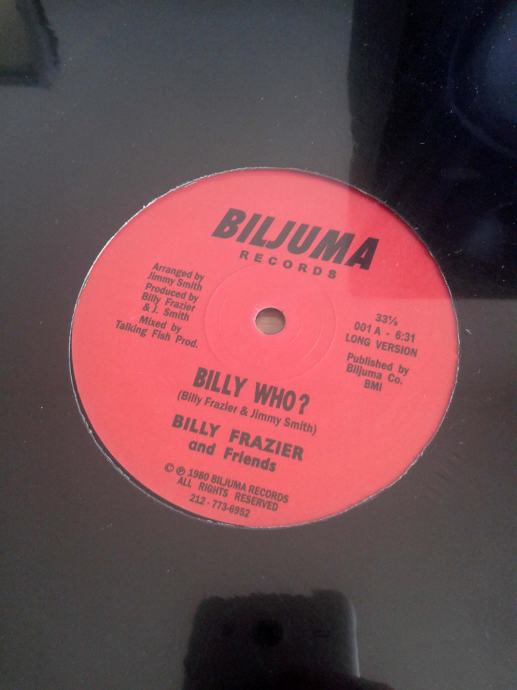 BILJUMA
RECORDS
Arranged by
Jimmy Smith
Produced by
Billy Frazier
& J. Smith
Mixed by
Talking Fish Prod.
33⅓
001 A - 6:31
LONG VERSION
Published by
Biljuma Co.
BMI
BILLY WHO?
(Billy Frazier & Jimmy Smith)
BILLY FRAZIER
and Friends
© ℗ 1980 BILJUMA RECORDS
ALL RIGHTS RESERVED
212 - 773-6952